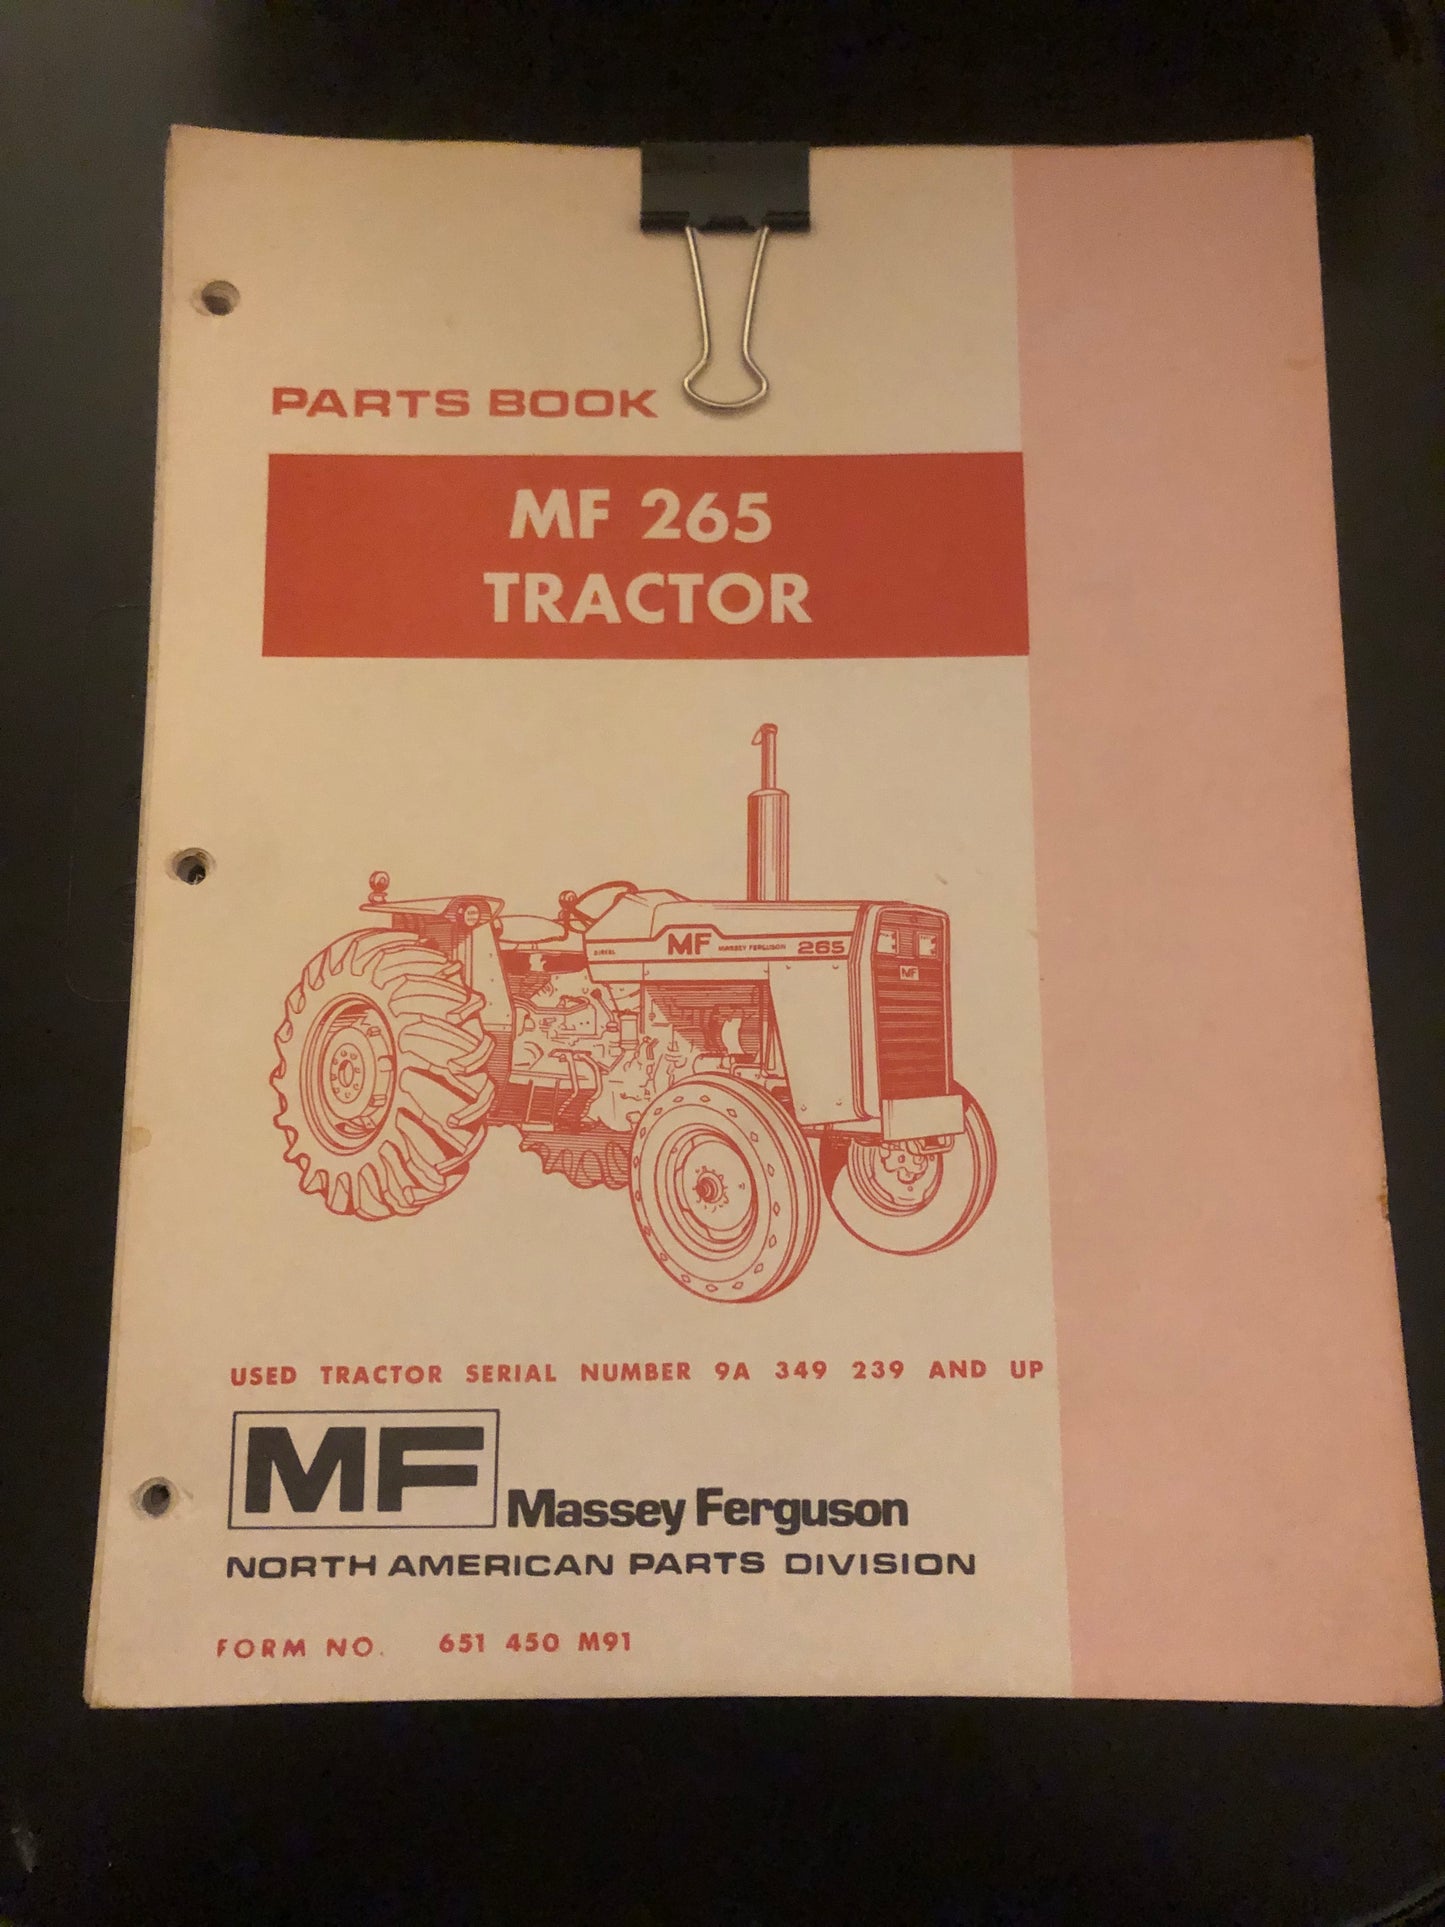 PARTS BOOK
MF 265
TRACTOR
DIESEL MF MASSEY FERGUSON 265
MF
USED TRACTOR SERIAL NUMBER 9A 349 239 AND UP
MF Massey Ferguson
NORTH AMERICAN PARTS DIVISION
FORM NO. 651 450 M91